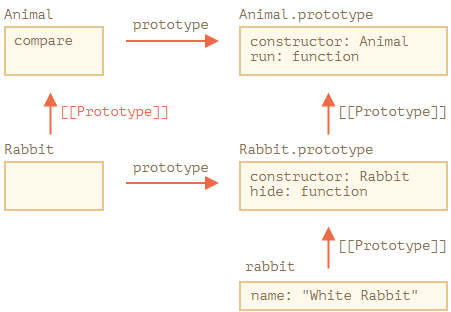 Animal
prototype
Animal.prototype
compare
constructor: Animal
run: function
[[Prototype]]
[[Prototype]]
Rabbit
prototype
Rabbit.prototype
constructor: Rabbit
hide: function
[[Prototype]]
rabbit
name: "White Rabbit"